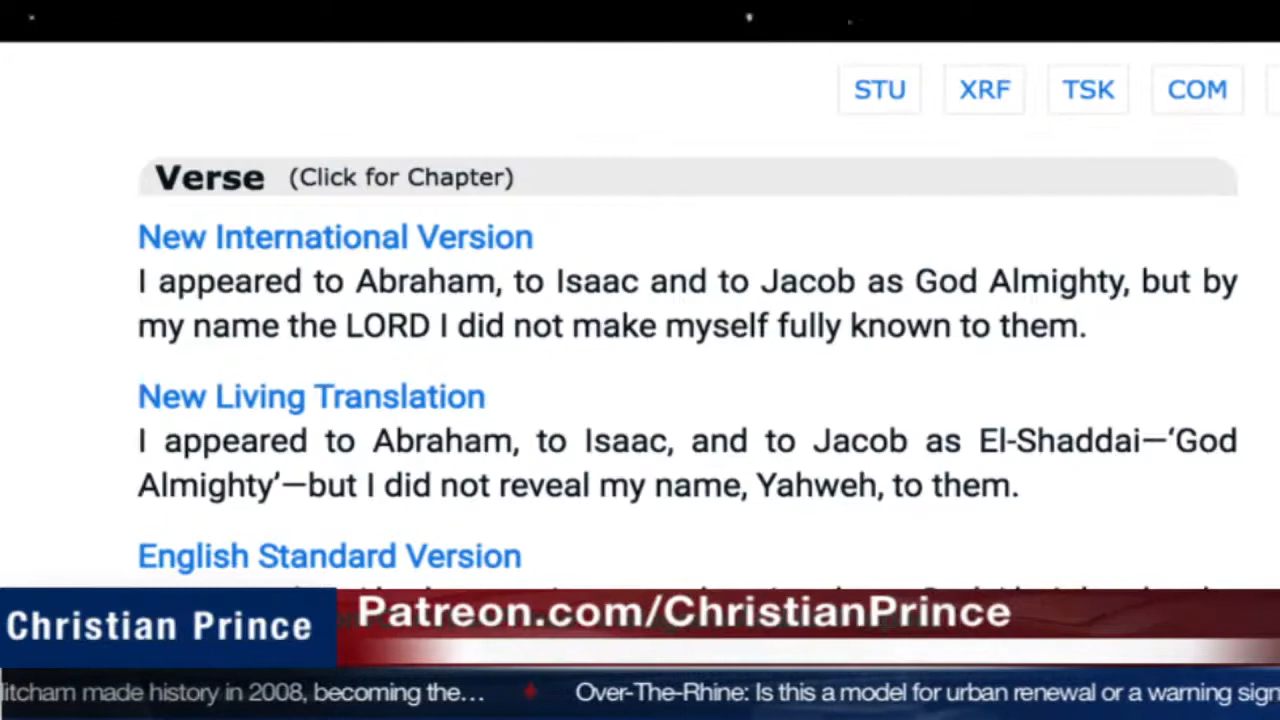 STU XRF TSK COM
Verse (Click for Chapter)
New International Version
I appeared to Abraham, to Isaac and to Jacob as God Almighty, but by
my name the LORD I did not make myself fully known to them.
New Living Translation
I appeared to Abraham, to Isaac, and to Jacob as El-Shaddai—‘God
Almighty’—but I did not reveal my name, Yahweh, to them.
English Standard Version
Christian Prince
Patreon.com/ChristianPrince
litcham made history in 2008, becoming the... Over-The-Rhine: Is this a model for urban renewal or a warning sign